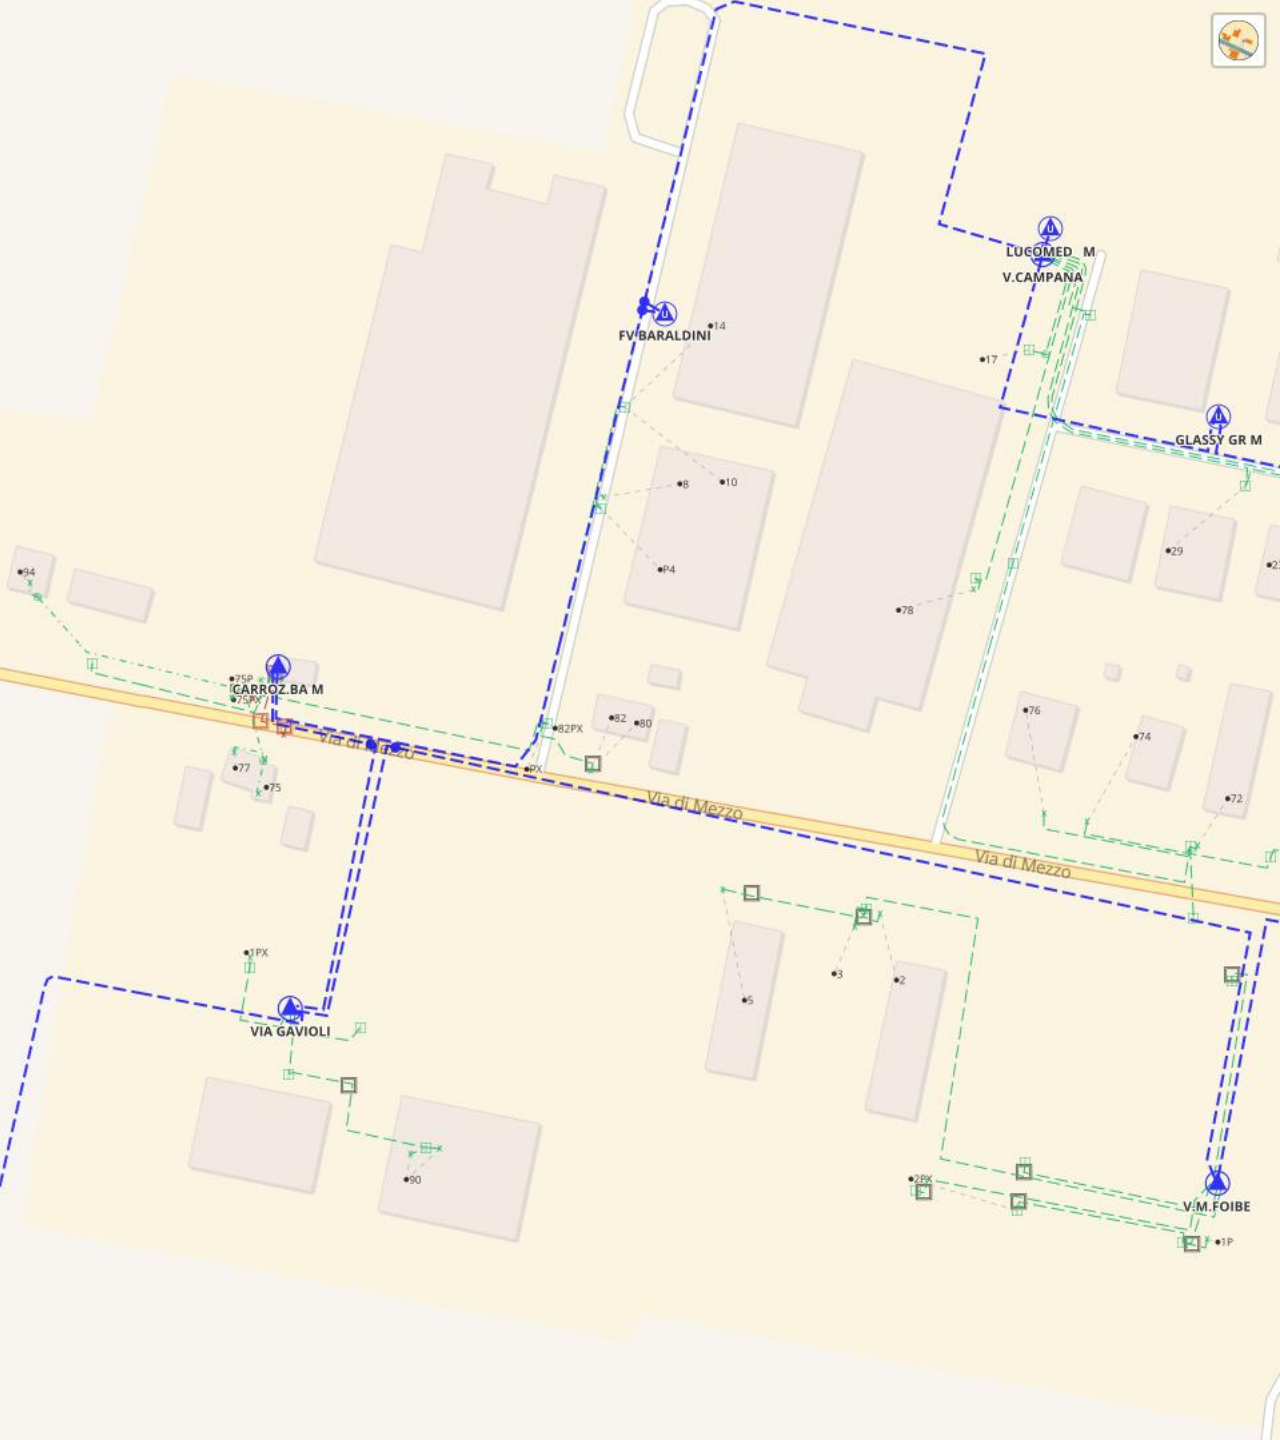 LUCOMED M
V.CAMPANA
14
FV BARALDINI
17
GLASSY GR M
8
10
29
P4
94
78
75P
CARROZ.BA M
75PX
76
82
80
82PX
74
Via di Mezzo
77
PX
75
Via di Mezzo
72
Via di Mezzo
1PX
3
2
5
VIA GAVIOLI
90
2PX
V.M.FOIBE
1P